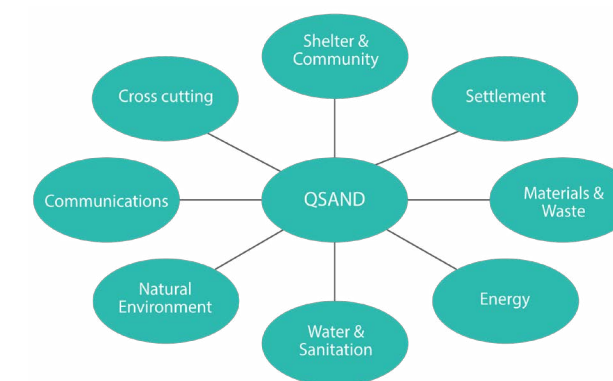 Shelter &
Community
Cross cutting
Settlement
Communications
QSAND
Materials &
Waste
Natural
Environment
Energy
Water &
Sanitation